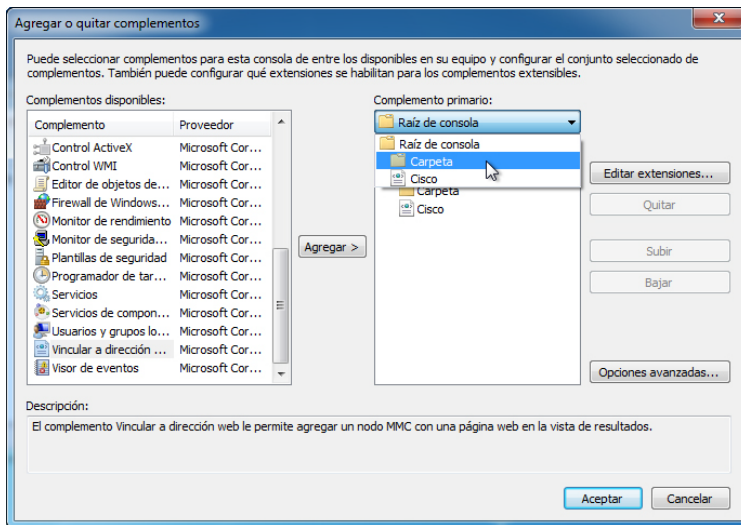 Agregar o quitar complementos
Puede seleccionar complementos para esta consola de entre los disponibles en su equipo y configurar el conjunto seleccionado de
complementos. También puede configurar qué extensiones se habilitan para los complementos extensibles.
Complementos disponibles:
Complemento Proveedor
Control ActiveX Microsoft Cor...
Control WMI Microsoft Cor...
Editor de objetos de... Microsoft Cor...
Firewall de Windows... Microsoft Cor...
Monitor de rendimiento Microsoft Cor...
Monitor de segurida... Microsoft Cor...
Plantillas de seguridad Microsoft Cor...
Programador de tar... Microsoft Cor...
Servicios Microsoft Cor...
Servicios de compon... Microsoft Cor...
Usuarios y grupos lo... Microsoft Cor...
Vincular a dirección ... Microsoft Cor...
Visor de eventos Microsoft Cor...
Agregar >
Complemento primario:
Raíz de consola
Raíz de consola
Carpeta
Cisco
Carpeta
Cisco
Editar extensiones...
Quitar
Subir
Bajar
Opciones avanzadas...
Descripción:
El complemento Vincular a dirección web le permite agregar un nodo MMC con una página web en la vista de resultados.
Aceptar Cancelar